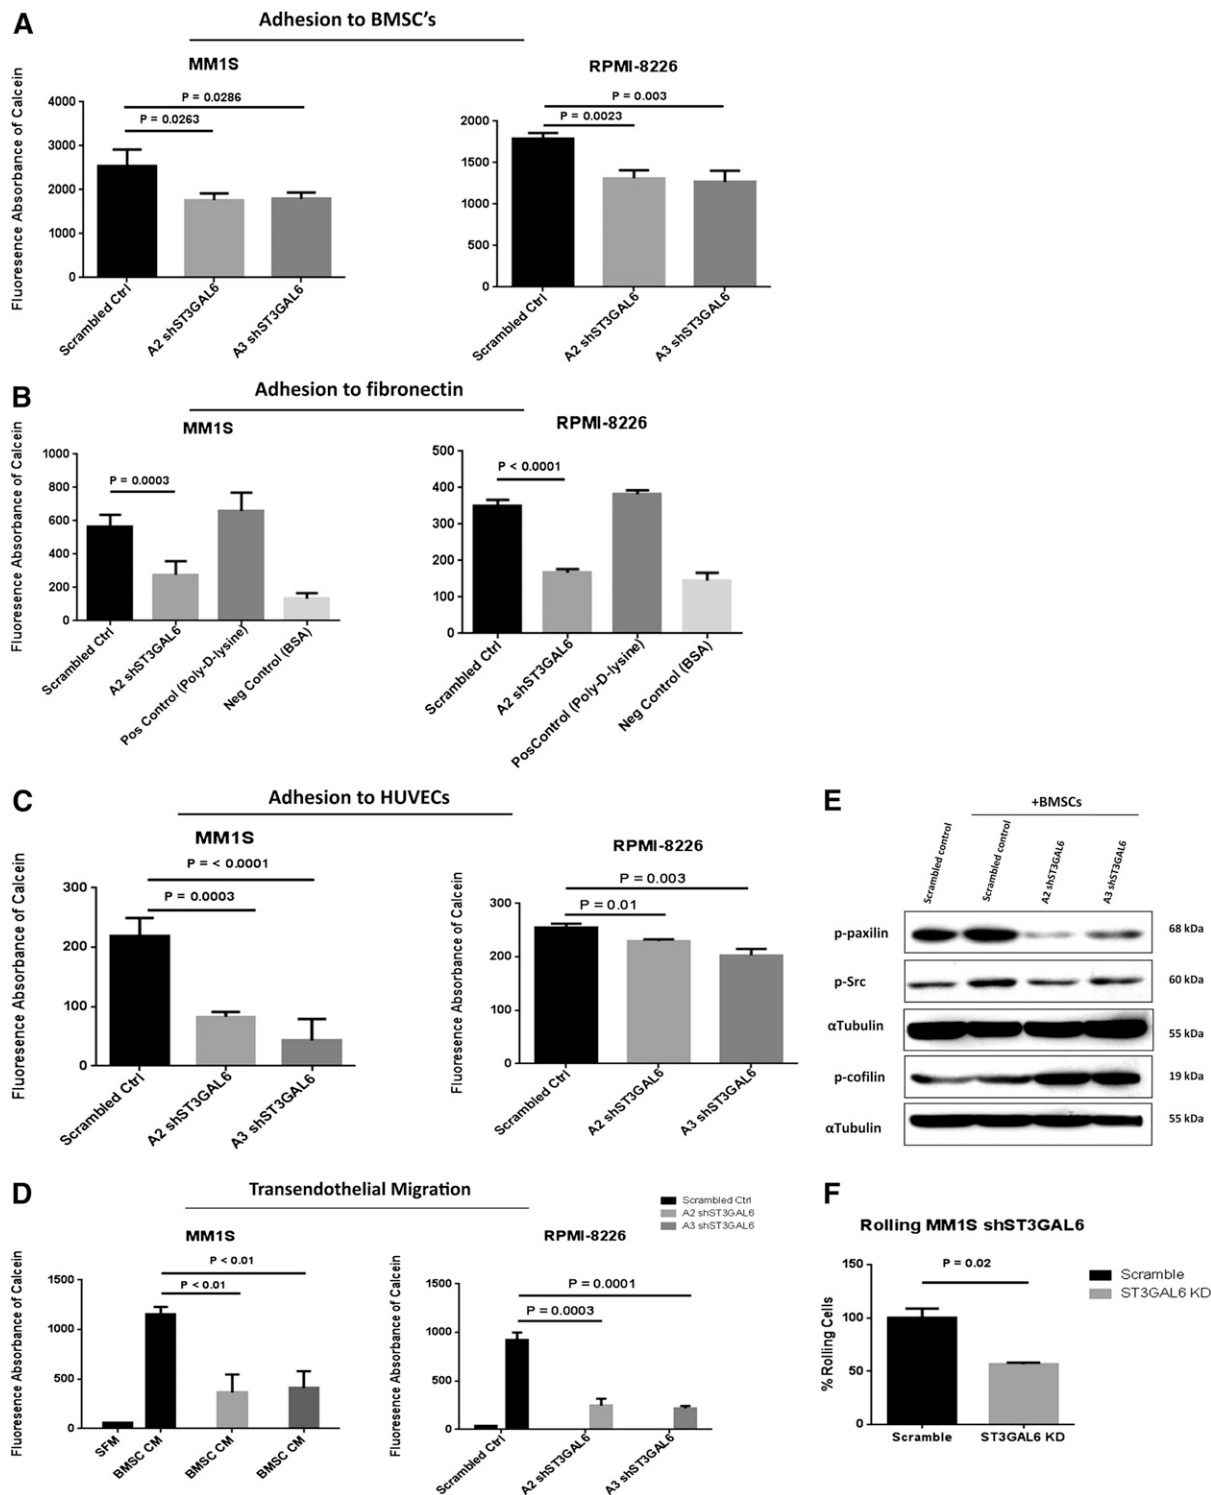 A
Adhesion to BMSC's
MM1S
RPMI-8226
Fluoresence Absorbance of Calcein
4000
3000
2000
1000
0
P = 0.0286
P = 0.0263
Scrambled Ctrl
A2 shST3GAL6
A3 shST3GAL6
2000
1500
1000
500
0
P = 0.003
P = 0.0023
Scrambled Ctrl
A2 shST3GAL6
A3 shST3GAL6
B
Adhesion to fibronectin
MM1S
RPMI-8226
Fluoresence Absorbance of Calcein
1000
800
600
400
200
0
P = 0.0003
Scrambled Ctrl
A2 shST3GAL6
Pos Control (Poly-D-lysine)
Neg Control (BSA)
500
400
300
200
100
0
P < 0.0001
Scrambled Ctrl
A2 shST3GAL6
PosControl (Poly-D-lysine)
Neg Control (BSA)
C
Adhesion to HUVECs
MM1S
RPMI-8226
Fluoresence Absorbance of Calcein
300
200
100
0
P = < 0.0001
P = 0.0003
Scrambled Ctrl
A2 shST3GAL6
A3 shST3GAL6
Fluoresence Absorbance of Calcein
300
200
100
0
P = 0.003
P = 0.01
Scrambled Ctrl
A2 shST3GAL6
A3 shST3GAL6
E
+BMSCs
Scrambled control
Scrambled control
A2 shST3GAL6
A3 shST3GAL6
p-paxilin
68 kDa
p-Src
60 kDa
αTubulin
55 kDa
p-cofilin
19 kDa
αTubulin
55 kDa
D
Transendothelial Migration
Scrambled Ctrl
A2 shST3GAL6
A3 shST3GAL6
MM1S
RPMI-8226
Fluoresence Absorbance of Calcein
1500
1000
500
0
P < 0.01
P < 0.01
SFM
BMSC CM
BMSC CM
BMSC CM
Fluoresence Absorbance of Calcein
1500
1000
500
0
P = 0.0001
P = 0.0003
Scrambled Ctrl
A2 shST3GAL6
A3 shST3GAL6
F
Rolling MM1S shST3GAL6
% Rolling Cells
150
100
50
0
P = 0.02
Scramble
ST3GAL6 KD
Scramble
ST3GAL6 KD